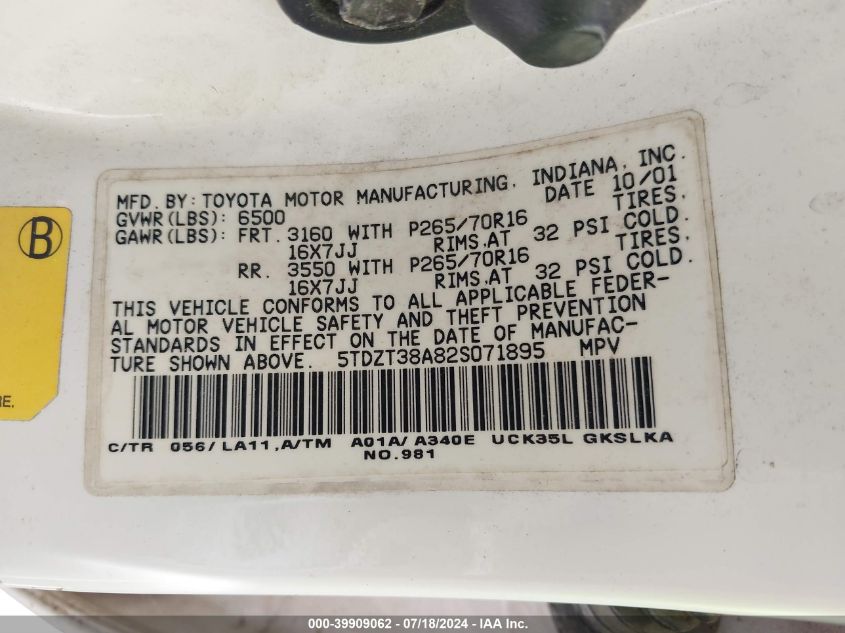 MFD. BY: TOYOTA MOTOR MANUFACTURING, INDIANA, INC.
GVWR(LBS): 6500 DATE 10/01
GAWR(LBS): FRT. 3160 WITH P265/70R16 TIRES.
16X7JJ RIMS.AT 32 PSI COLD.
RR. 3550 WITH P265/70R16 TIRES.
16X7JJ RIMS.AT 32 PSI COLD.
THIS VEHICLE CONFORMS TO ALL APPLICABLE FEDER-
AL MOTOR VEHICLE SAFETY AND THEFT PREVENTION
STANDARDS IN EFFECT ON THE DATE OF MANUFAC-
TURE SHOWN ABOVE. 5TDZT38A82S071895 MPV
C/TR 056/ LA11,A/TM A01A/ A340E UCK35L GKSLKA
NO.981
B
RE.
000-39909062 - 07/18/2024 - IAA Inc.